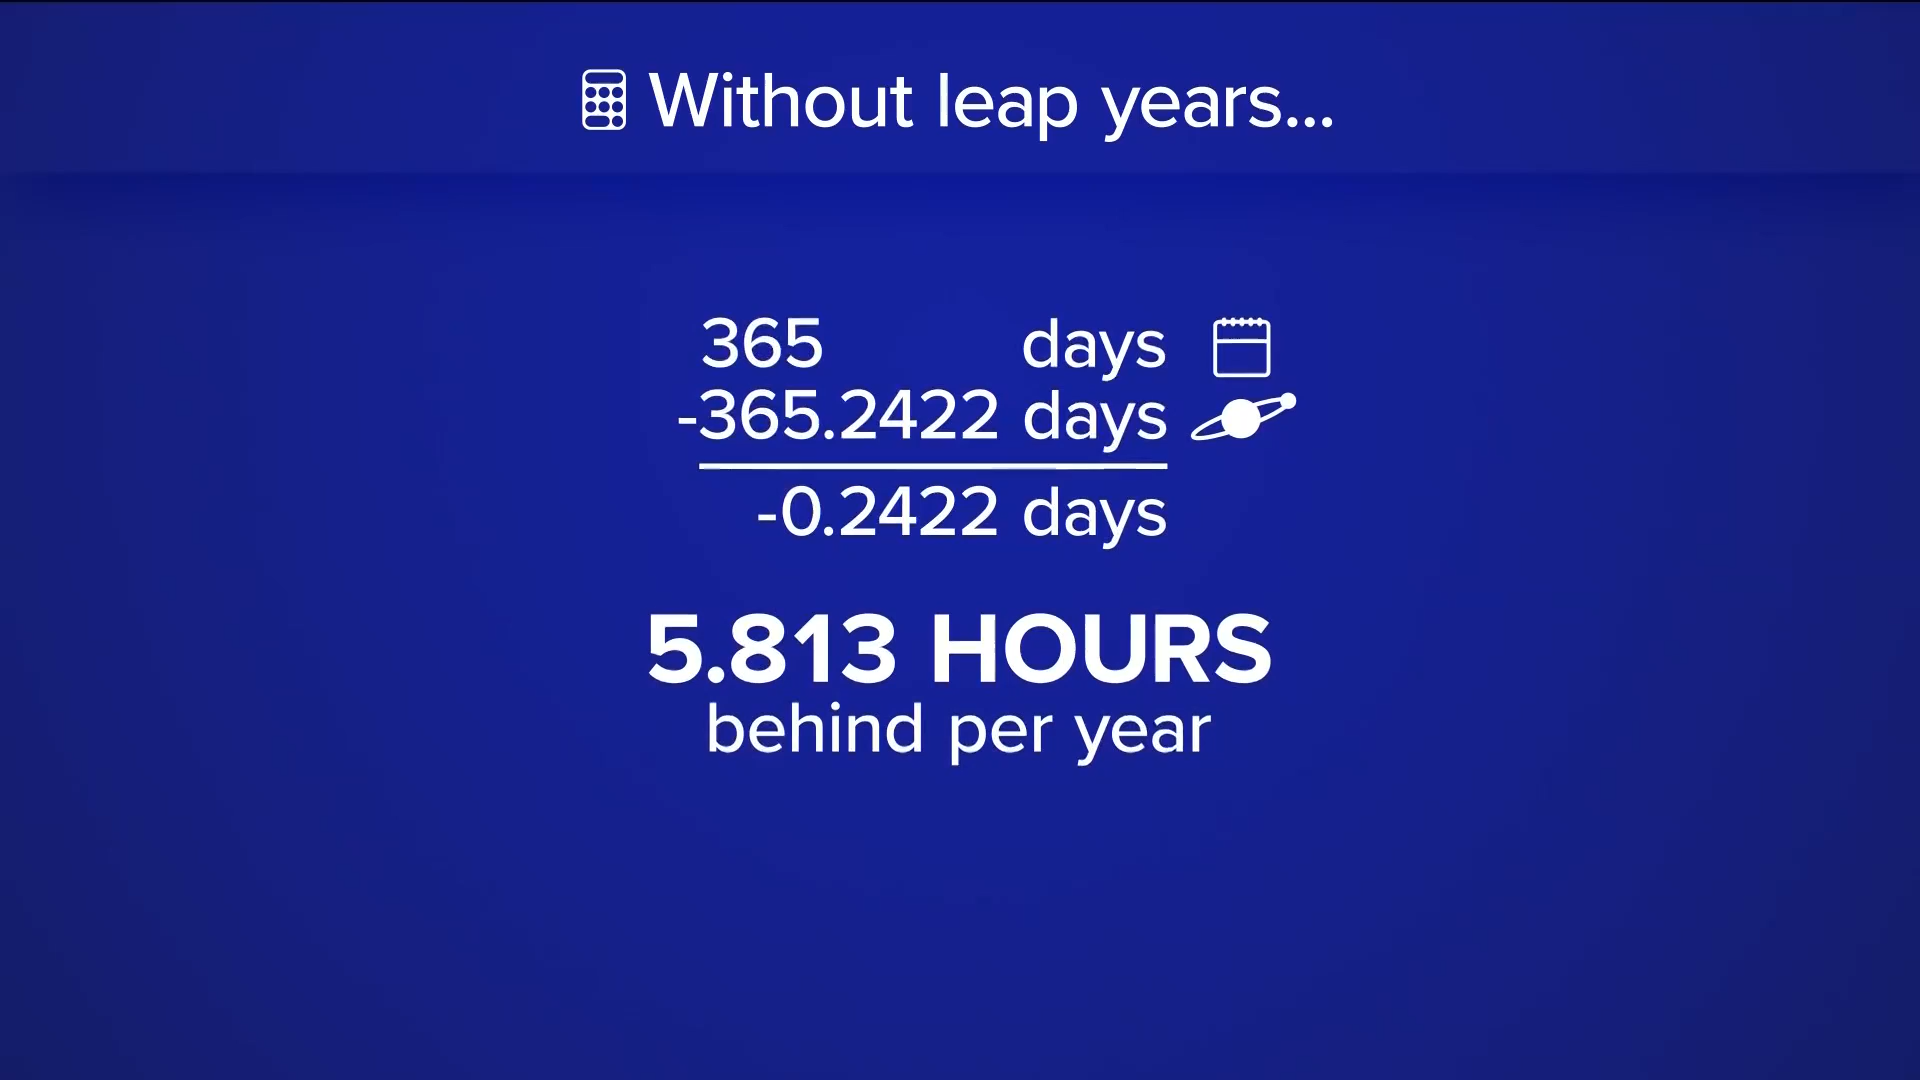 Without leap years...
365 days
-365.2422 days
-0.2422 days
5.813 HOURS
behind per year